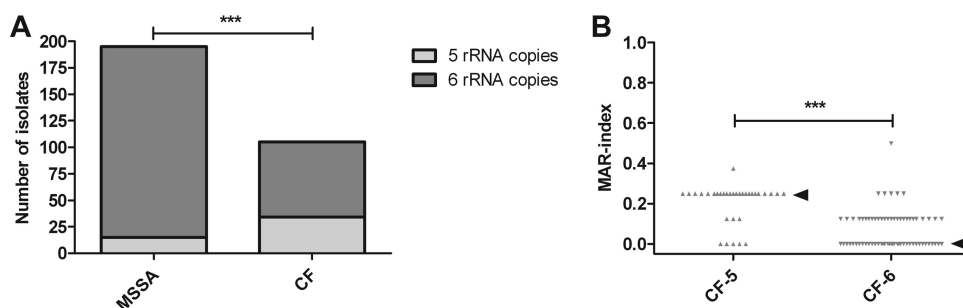 A
***
Number of isolates
200
175
150
125
100
75
50
25
0
MSSA
CF
5 rRNA copies
6 rRNA copies
B
***
MAR-index
1.0
0.8
0.6
0.4
0.2
0.0
CF-5
CF-6